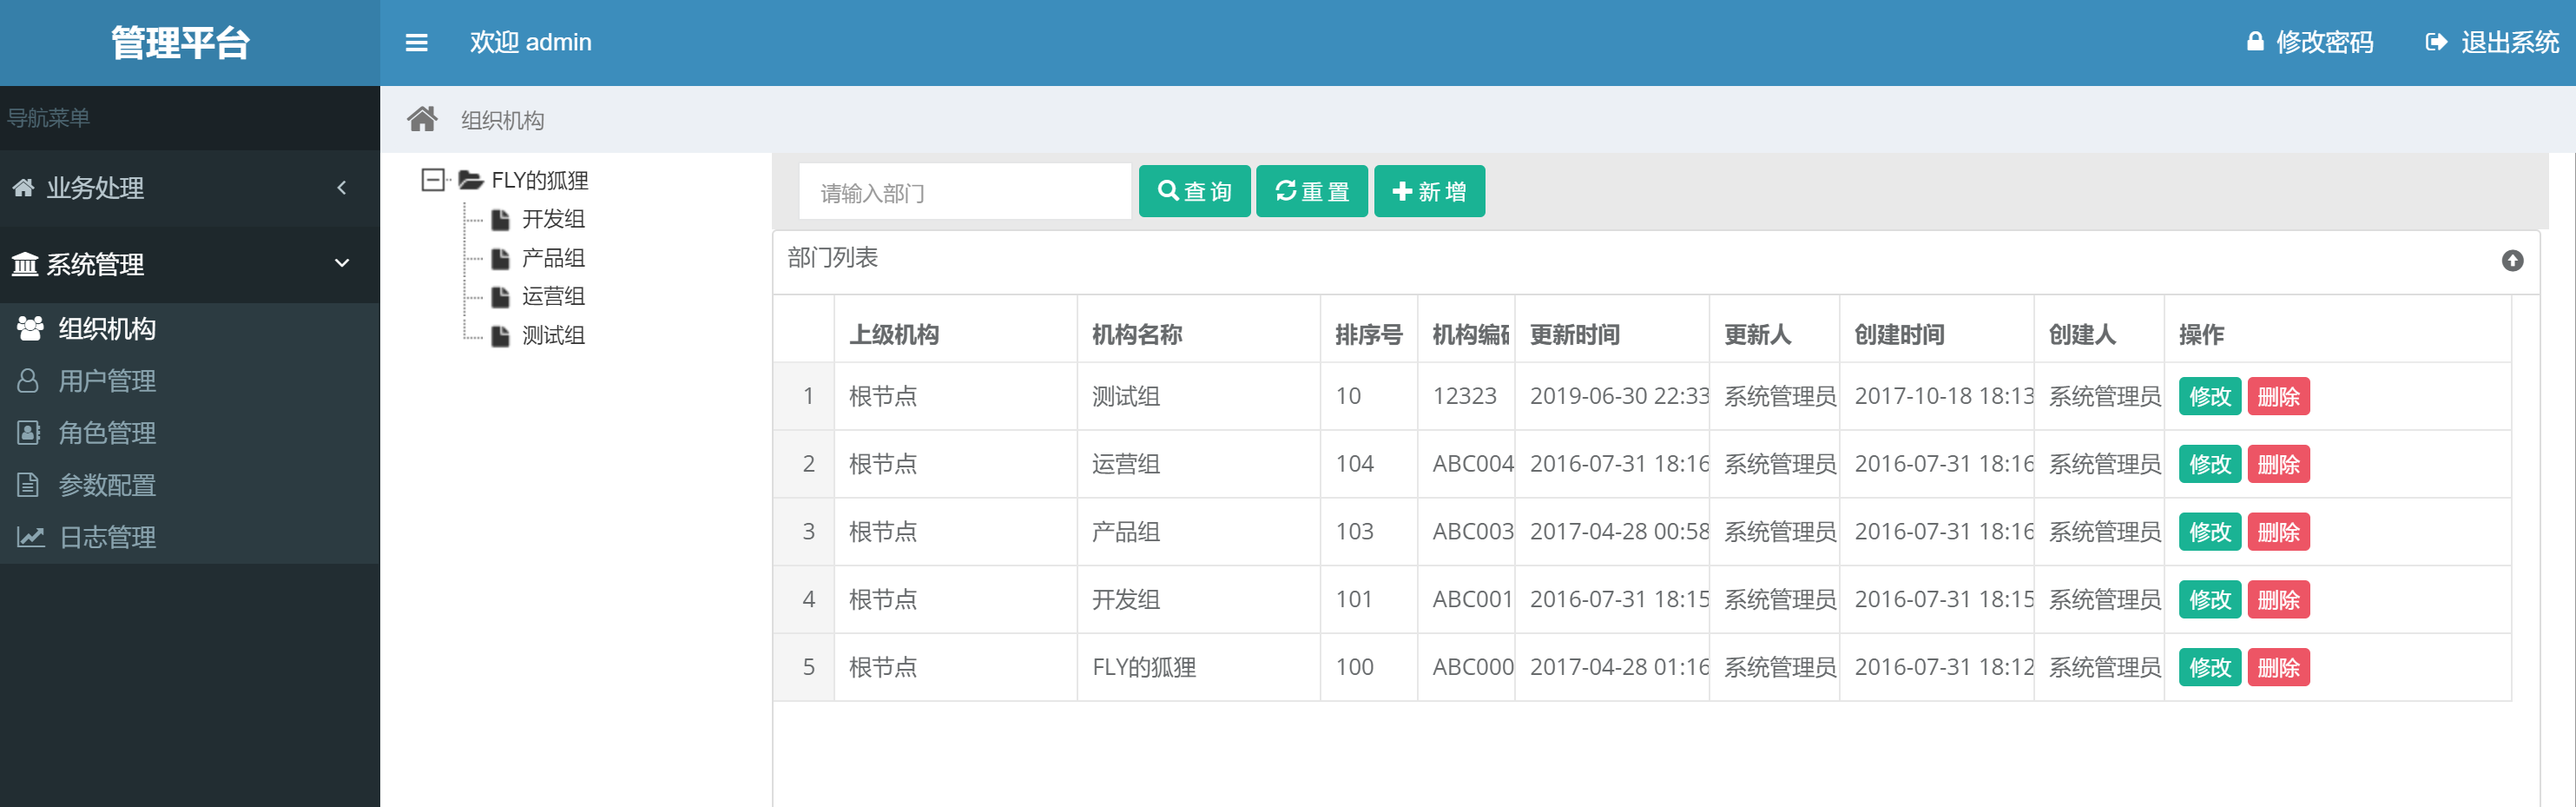 管理平台
欢迎 admin
修改密码
退出系统
导航菜单
业务处理
系统管理
组织机构
用户管理
角色管理
参数配置
日志管理
组织机构
FLY的狐狸
开发组
产品组
运营组
测试组
请输入部门 查询 重置 新增
部门列表
上级机构 机构名称 排序号 机构编 更新时间 更新人 创建时间 创建人 操作
1 根节点 测试组 10 12323 2019-06-30 22:33 系统管理员 2017-10-18 18:13 系统管理员 修改 删除
2 根节点 运营组 104 ABC004 2016-07-31 18:16 系统管理员 2016-07-31 18:16 系统管理员 修改 删除
3 根节点 产品组 103 ABC003 2017-04-28 00:58 系统管理员 2016-07-31 18:16 系统管理员 修改 删除
4 根节点 开发组 101 ABC001 2016-07-31 18:15 系统管理员 2016-07-31 18:15 系统管理员 修改 删除
5 根节点 FLY的狐狸 100 ABC000 2017-04-28 01:16 系统管理员 2016-07-31 18:12 系统管理员 修改 删除